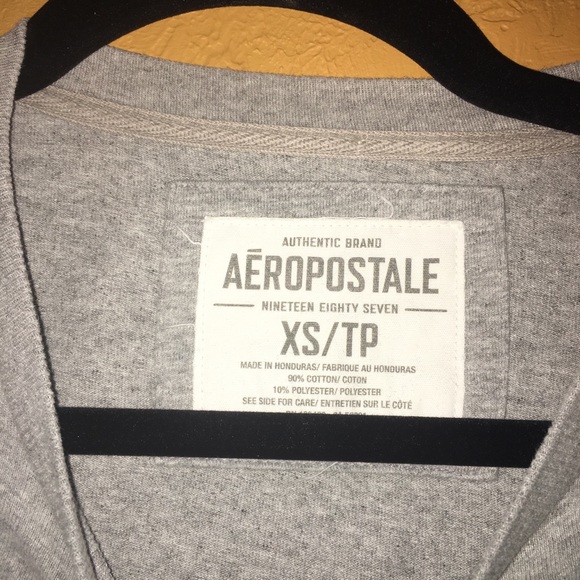 AUTHENTIC BRAND
AĒROPOSTALE
NINETEEN EIGHTY SEVEN
XS/TP
MADE IN HONDURAS/ FABRIQUE AU HONDURAS
90% COTTON/ COTON
10% POLYESTER/ POLYESTER
SEE SIDE FOR CARE/ ENTRETIEN SUR LE CÔTÉ